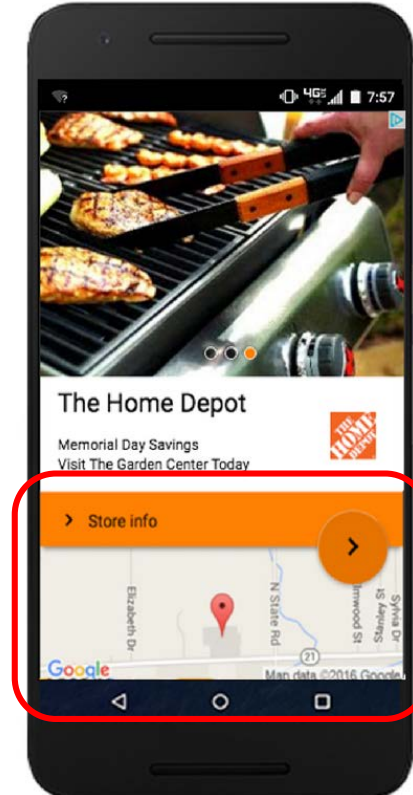 4G 7:57
The Home Depot
THE
HOME
DEPOT
Memorial Day Savings
Visit The Garden Center Today
Store info
Elizabeth Dr
N State Rd
Imwood St
Stanley St
Sylvia Dr
21
Google
Map data ©2016 Google